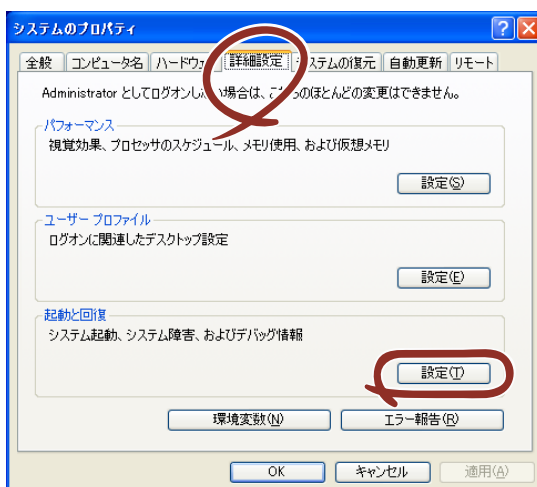 システムのプロパティ
全般 コンピュータ名 ハードウェ 詳細設定 ステムの復元 自動更新 リモート
Administrator としてログオンし 場合は、こ のほとんどの変更はできません。
パフォーマンス
視覚効果、プロセッサのスケジュール、メモリ使用、および仮想メモリ
設定(S)
ユーザー プロファイル
ログオンに関連したデスクトップ設定
設定(E)
起動と回復
システム起動、システム障害、およびデバッグ情報
設定(T)
環境変数(N) エラー報告(R)
OK キャンセル 適用(A)